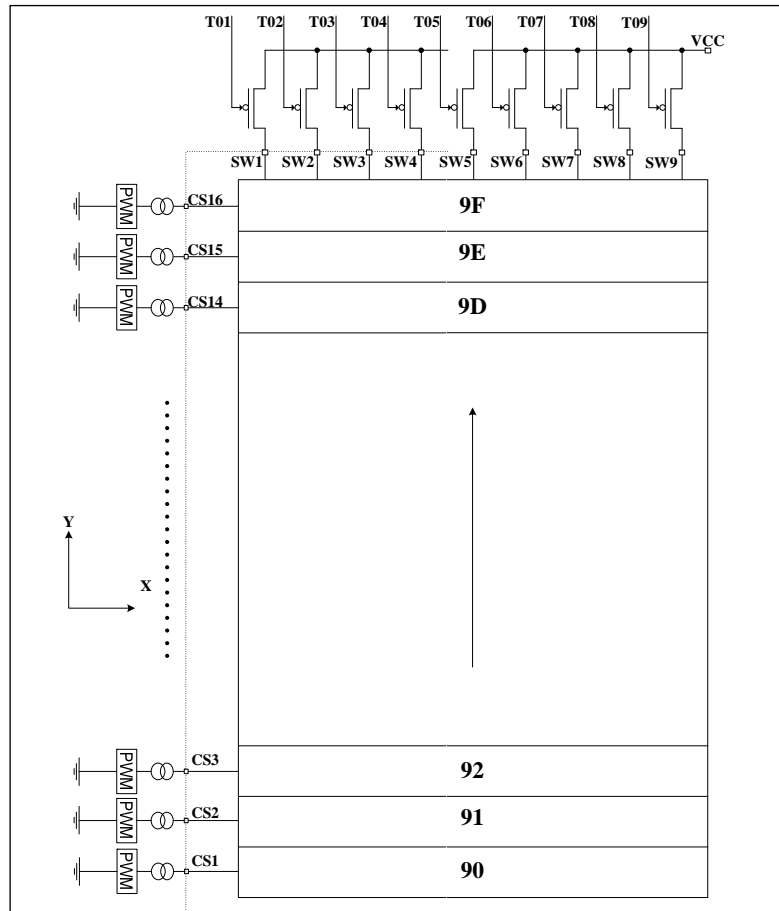 T01 T02 T03 T04 T05 T06 T07 T08 T09
VCC
SW1 SW2 SW3 SW4 SW5 SW6 SW7 SW8 SW9
PWM CS16 9F
PWM CS15 9E
PWM CS14 9D
Y
X
PWM CS3 92
PWM CS2 91
PWM CS1 90